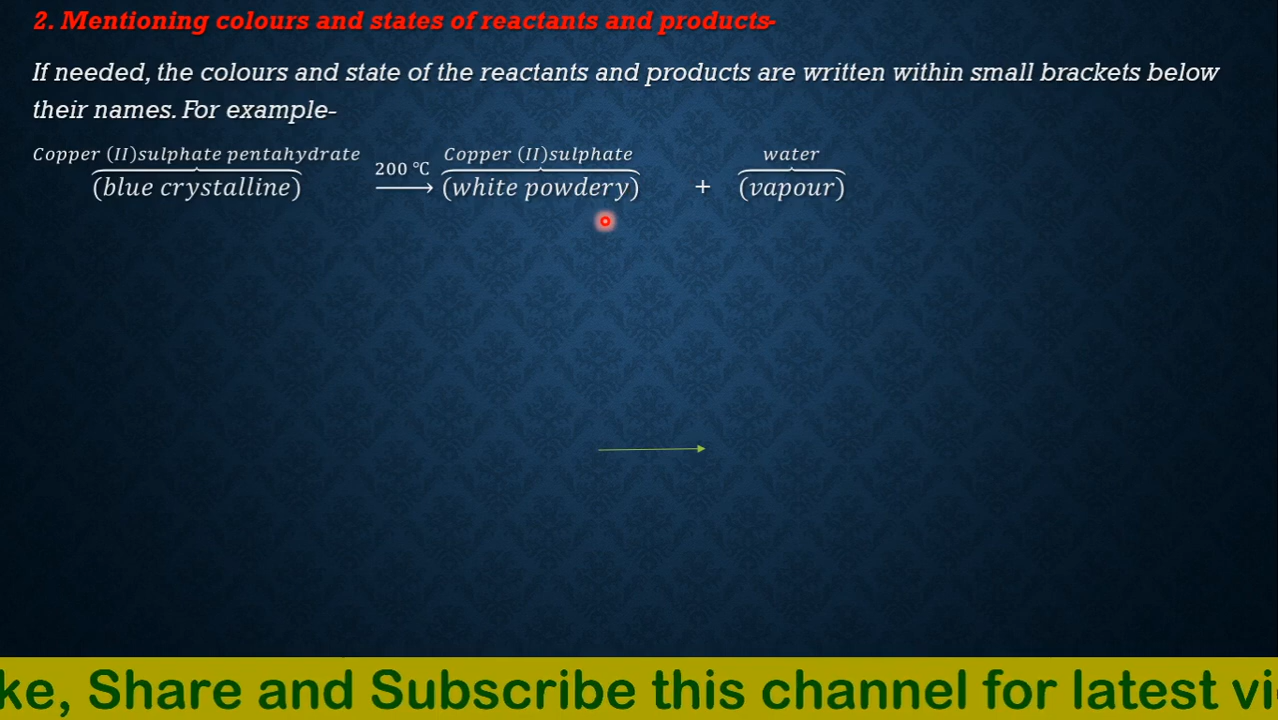 2. Mentioning colours and states of reactants and products-
If needed, the colours and state of the reactants and products are written within small brackets below
their names. For example-
Copper (II)sulphate pentahydrate 200 ℃ Copper (II)sulphate water
(blue crystalline) ⟶ (white powdery) + (vapour)
ke, Share and Subscribe this channel for latest vi